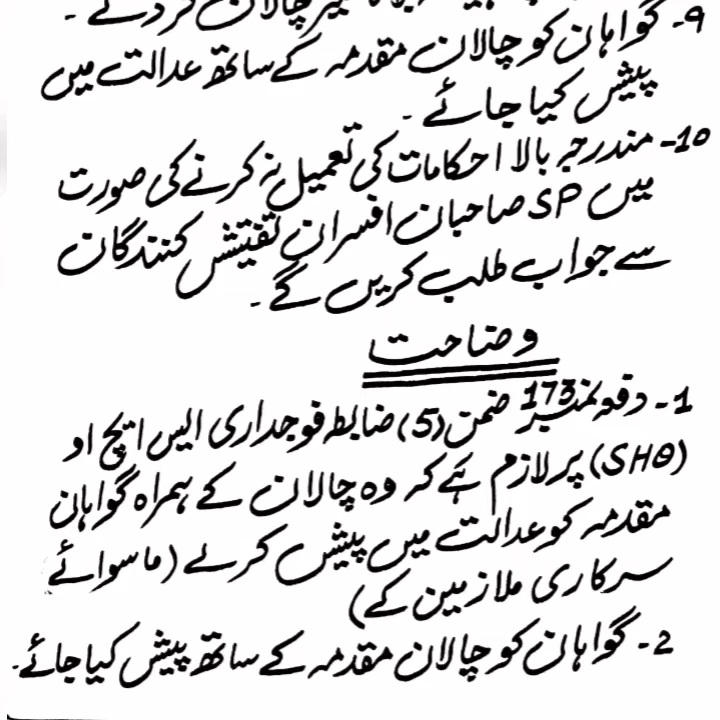 چالان کر دئے۔
9- گواہان کو چالان مقدمہ کے ساتھ عدالت میں
پیش کیا جائے۔
10- مندرجہ بالا احکامات کی تعمیل نہ کرنے کی صورت
میں SP صاحبان افسران تفتیش کنندگان
سے جواب طلب کریں گے۔
وضاحت
1- دفعہ نمبر 173 ضمن (5) ضابطہ فوجداری ایس ایچ او
(SHO) پر لازم ہے کہ وہ چالان کے ہمراہ گواہان
مقدمہ کو عدالت میں پیش کرے (ماسوائے
سرکاری ملازمین کے)
2- گواہان کو چالان مقدمہ کے ساتھ پیش کیا جائے۔